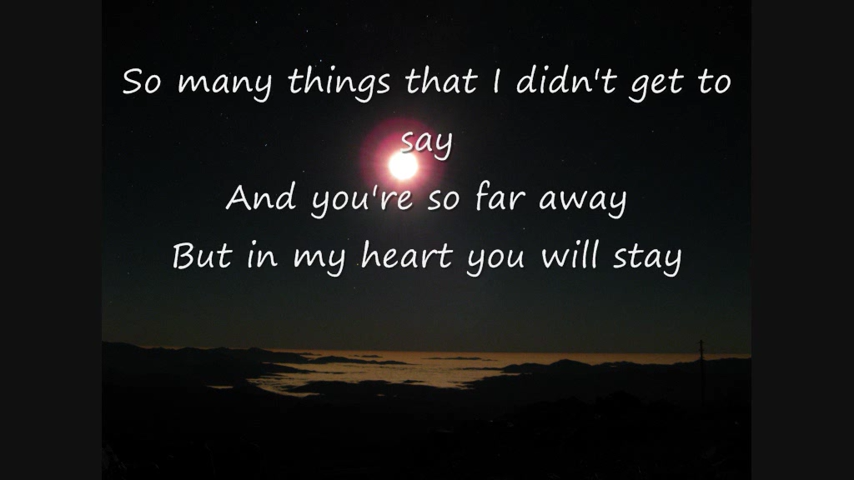 So many things that I didn't get to
say
And you're so far away
But in my heart you will stay